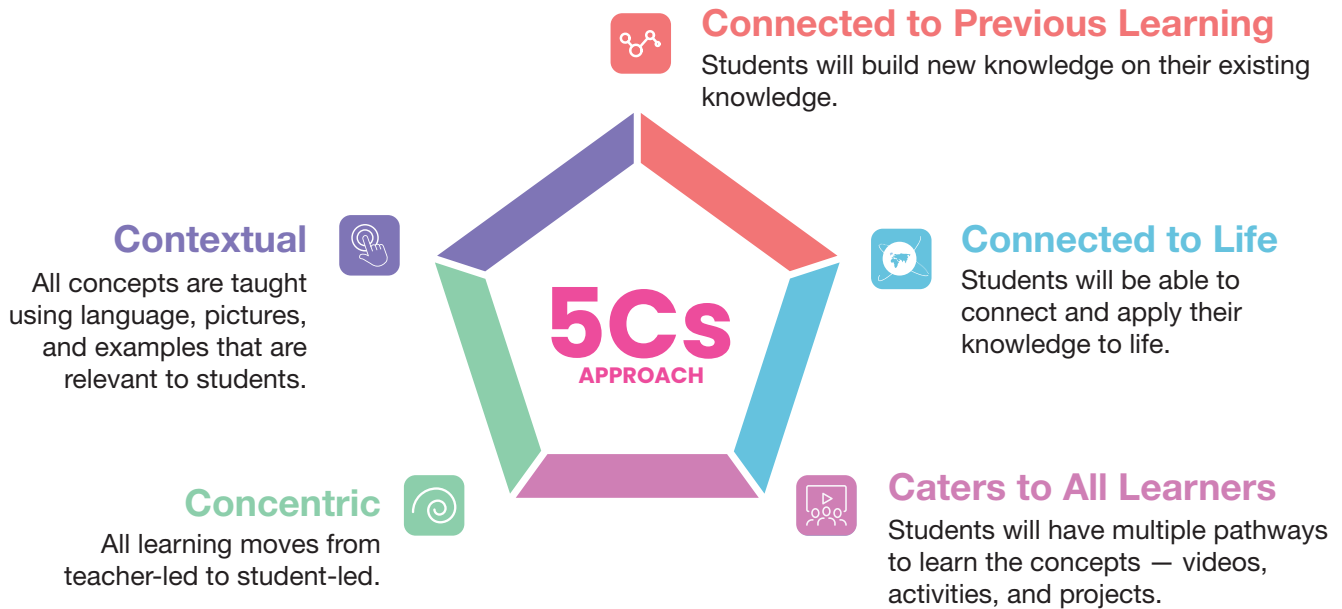 Connected to Previous Learning
Students will build new knowledge on their existing
knowledge.
Contextual
All concepts are taught
using language, pictures,
and examples that are
relevant to students.
Connected to Life
Students will be able to
connect and apply their
knowledge to life.
5Cs
APPROACH
Concentric
All learning moves from
teacher-led to student-led.
Caters to All Learners
Students will have multiple pathways
to learn the concepts — videos,
activities, and projects.